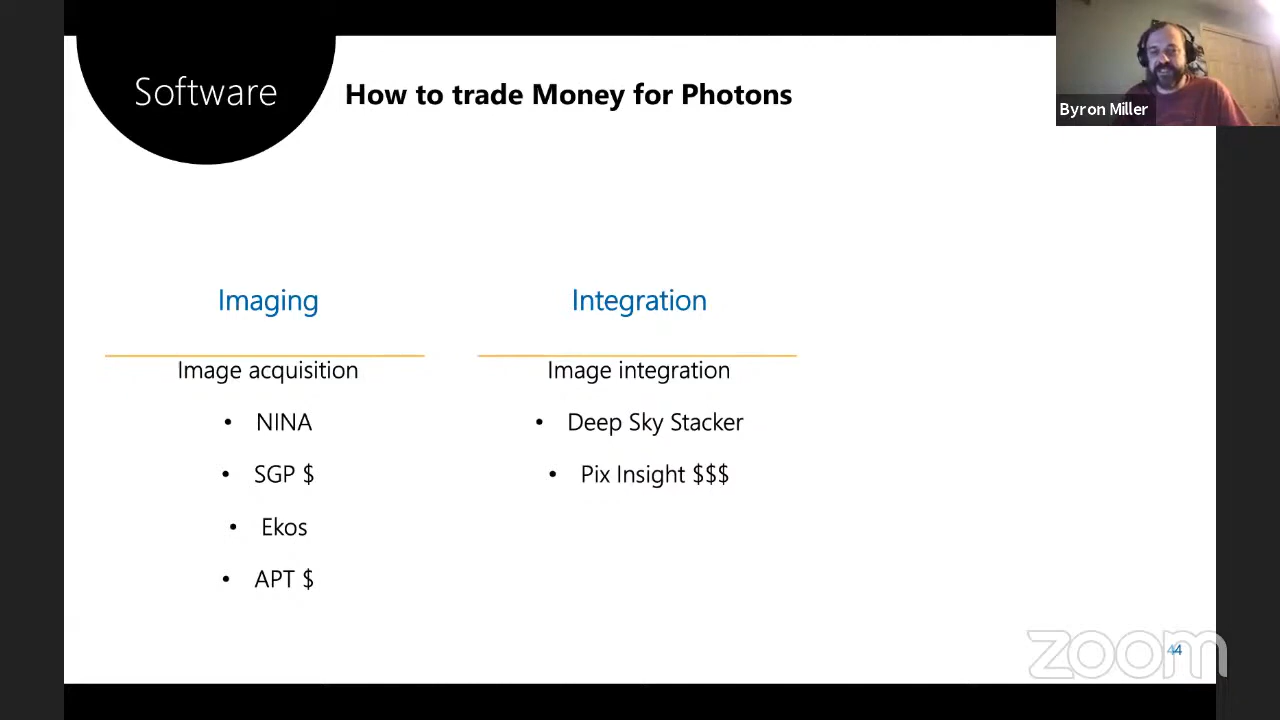 Software
How to trade Money for Photons
Byron Miller
Imaging
Image acquisition
• NINA
• SGP $
• Ekos
• APT $
Integration
Image integration
• Deep Sky Stacker
• Pix Insight $$$
44
zoom